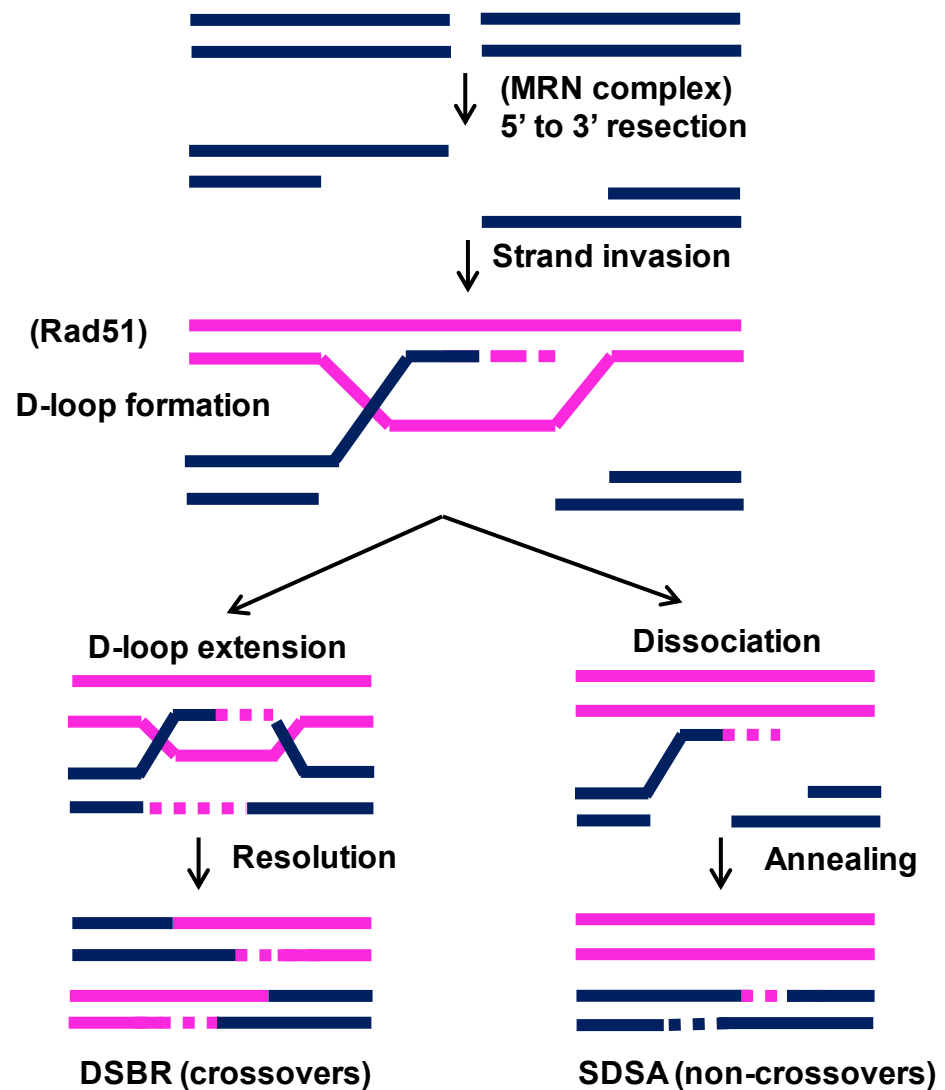 (MRN complex)
5’ to 3’ resection
Strand invasion
(Rad51)
D-loop formation
D-loop extension
Dissociation
Resolution
Annealing
DSBR (crossovers)
SDSA (non-crossovers)